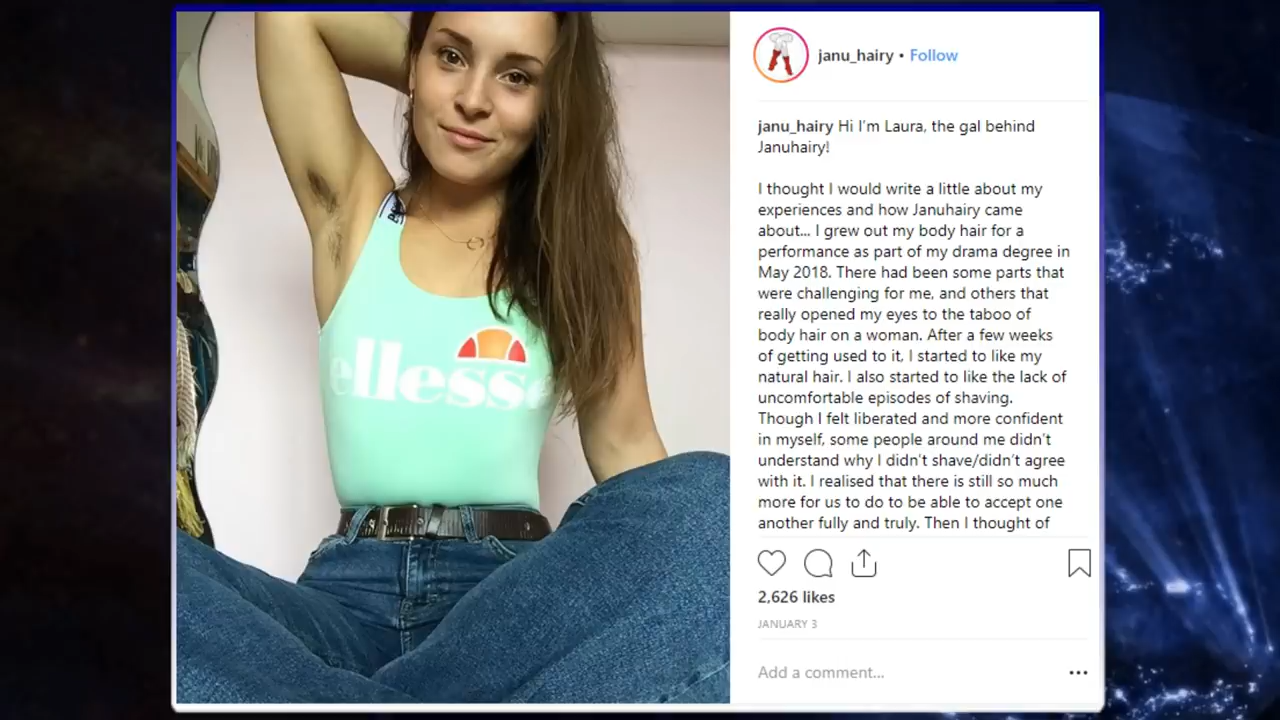 janu_hairy • Follow
janu_hairy Hi I'm Laura, the gal behind
Januhairy!
I thought I would write a little about my
experiences and how Januhairy came
about... I grew out my body hair for a
performance as part of my drama degree in
May 2018. There had been some parts that
were challenging for me, and others that
really opened my eyes to the taboo of
body hair on a woman. After a few weeks
of getting used to it, I started to like my
natural hair. I also started to like the lack of
uncomfortable episodes of shaving.
Though I felt liberated and more confident
in myself, some people around me didn't
understand why I didn't shave/didn't agree
with it. I realised that there is still so much
more for us to do to be able to accept one
another fully and truly. Then I thought of
2,626 likes
JANUARY 3
Add a comment...
ellesse